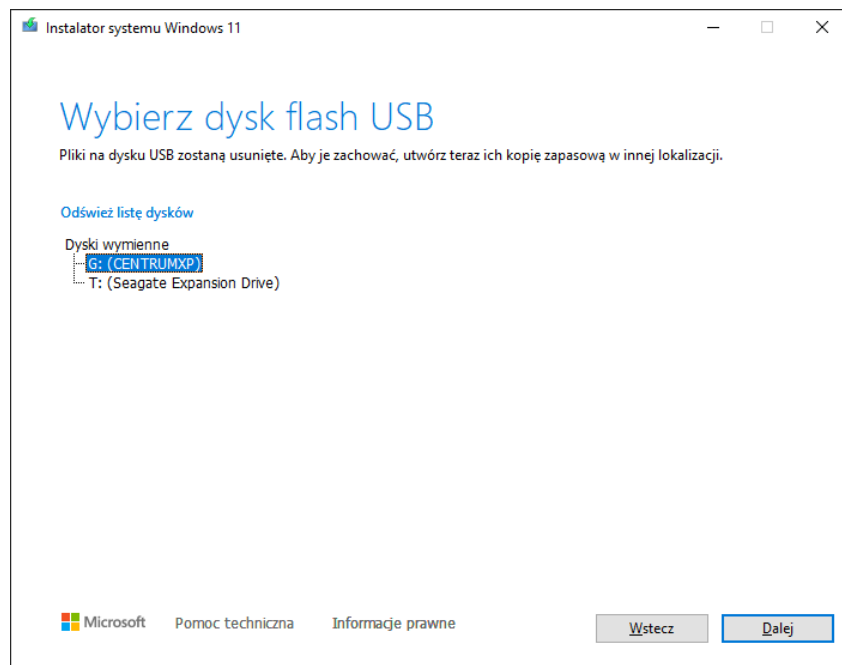 Instalator systemu Windows 11
Wybierz dysk flash USB
Pliki na dysku USB zostaną usunięte. Aby je zachować, utwórz teraz ich kopię zapasową w innej lokalizacji.
Odśwież listę dysków
Dyski wymienne
G: (CENTRUMXP)
T: (Seagate Expansion Drive)
Microsoft Pomoc techniczna Informacje prawne Wstecz Dalej